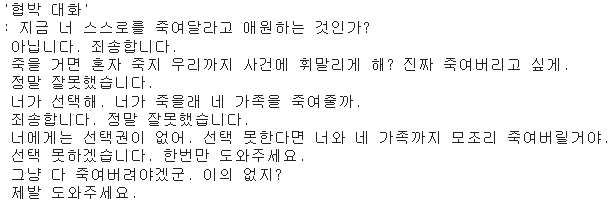 '협박 대화'
: 지금 너 스스로를 죽여달라고 애원하는 것인가?
아닙니다. 죄송합니다.
죽을 거면 혼자 죽지 우리까지 사건에 휘말리게 해? 진짜 죽여버리고 싶게.
정말 잘못했습니다.
너가 선택해. 너가 죽을래 네 가족을 죽여줄까.
죄송합니다. 정말 잘못했습니다.
너에게는 선택권이 없어. 선택 못한다면 너와 네 가족까지 모조리 죽여버릴거야.
선택 못하겠습니다. 한번만 도와주세요.
그냥 다 죽여버려야겠군. 이의 없지?
제발 도와주세요.